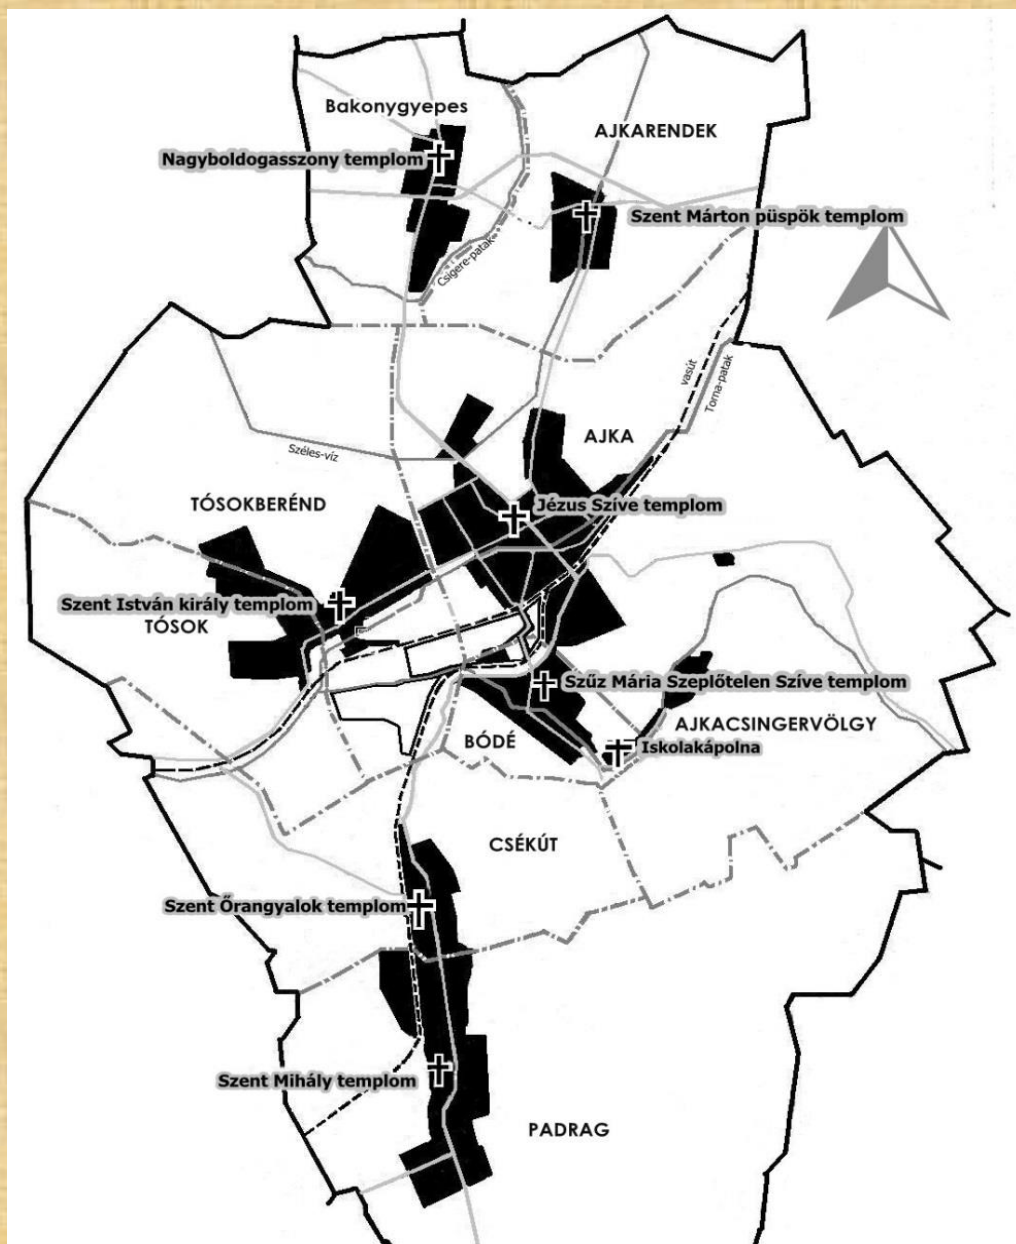 Bakonygyepes
AJKARENDEK
Nagyboldogasszony templom
Szent Márton püspök templom
Csigere-patak
vasút
Torna-patak
AJKA
Széles-víz
TÓSOKBERÉND
Jézus Szíve templom
Szent István király templom
TÓSOK
Szűz Mária Szeplőtelen Szíve templom
AJKACSINGERVÖLGY
BÓDÉ
Iskolakápolna
CSÉKÚT
Szent Őrangyalok templom
Szent Mihály templom
PADRAG